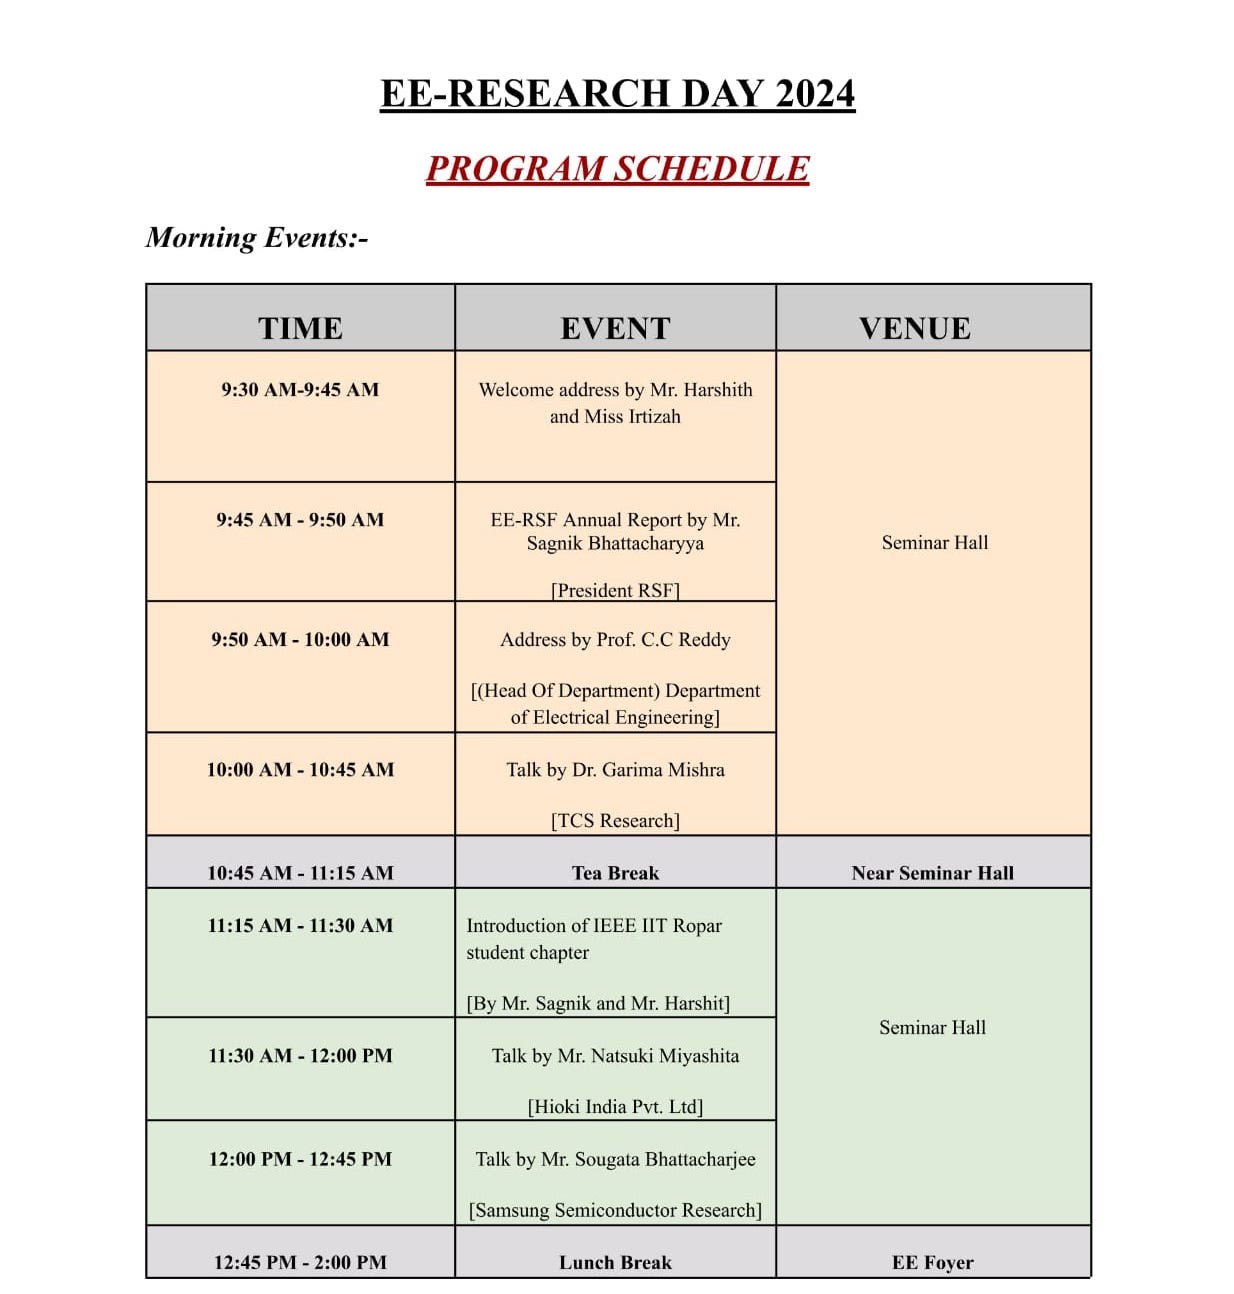 EE-RESEARCH DAY 2024
PROGRAM SCHEDULE
Morning Events:-
TIME EVENT VENUE
9:30 AM-9:45 AM
Welcome address by Mr. Harshith
and Miss Irtizah
9:45 AM - 9:50 AM
EE-RSF Annual Report by Mr.
Sagnik Bhattacharyya
[President RSF]
Seminar Hall
9:50 AM - 10:00 AM
Address by Prof. C.C Reddy
[(Head Of Department) Department
of Electrical Engineering]
10:00 AM - 10:45 AM
Talk by Dr. Garima Mishra
[TCS Research]
10:45 AM - 11:15 AM Tea Break Near Seminar Hall
11:15 AM - 11:30 AM
Introduction of IEEE IIT Ropar
student chapter
[By Mr. Sagnik and Mr. Harshit]
Seminar Hall
11:30 AM - 12:00 PM
Talk by Mr. Natsuki Miyashita
[Hioki India Pvt. Ltd]
12:00 PM - 12:45 PM
Talk by Mr. Sougata Bhattacharjee
[Samsung Semiconductor Research]
12:45 PM - 2:00 PM Lunch Break EE Foyer